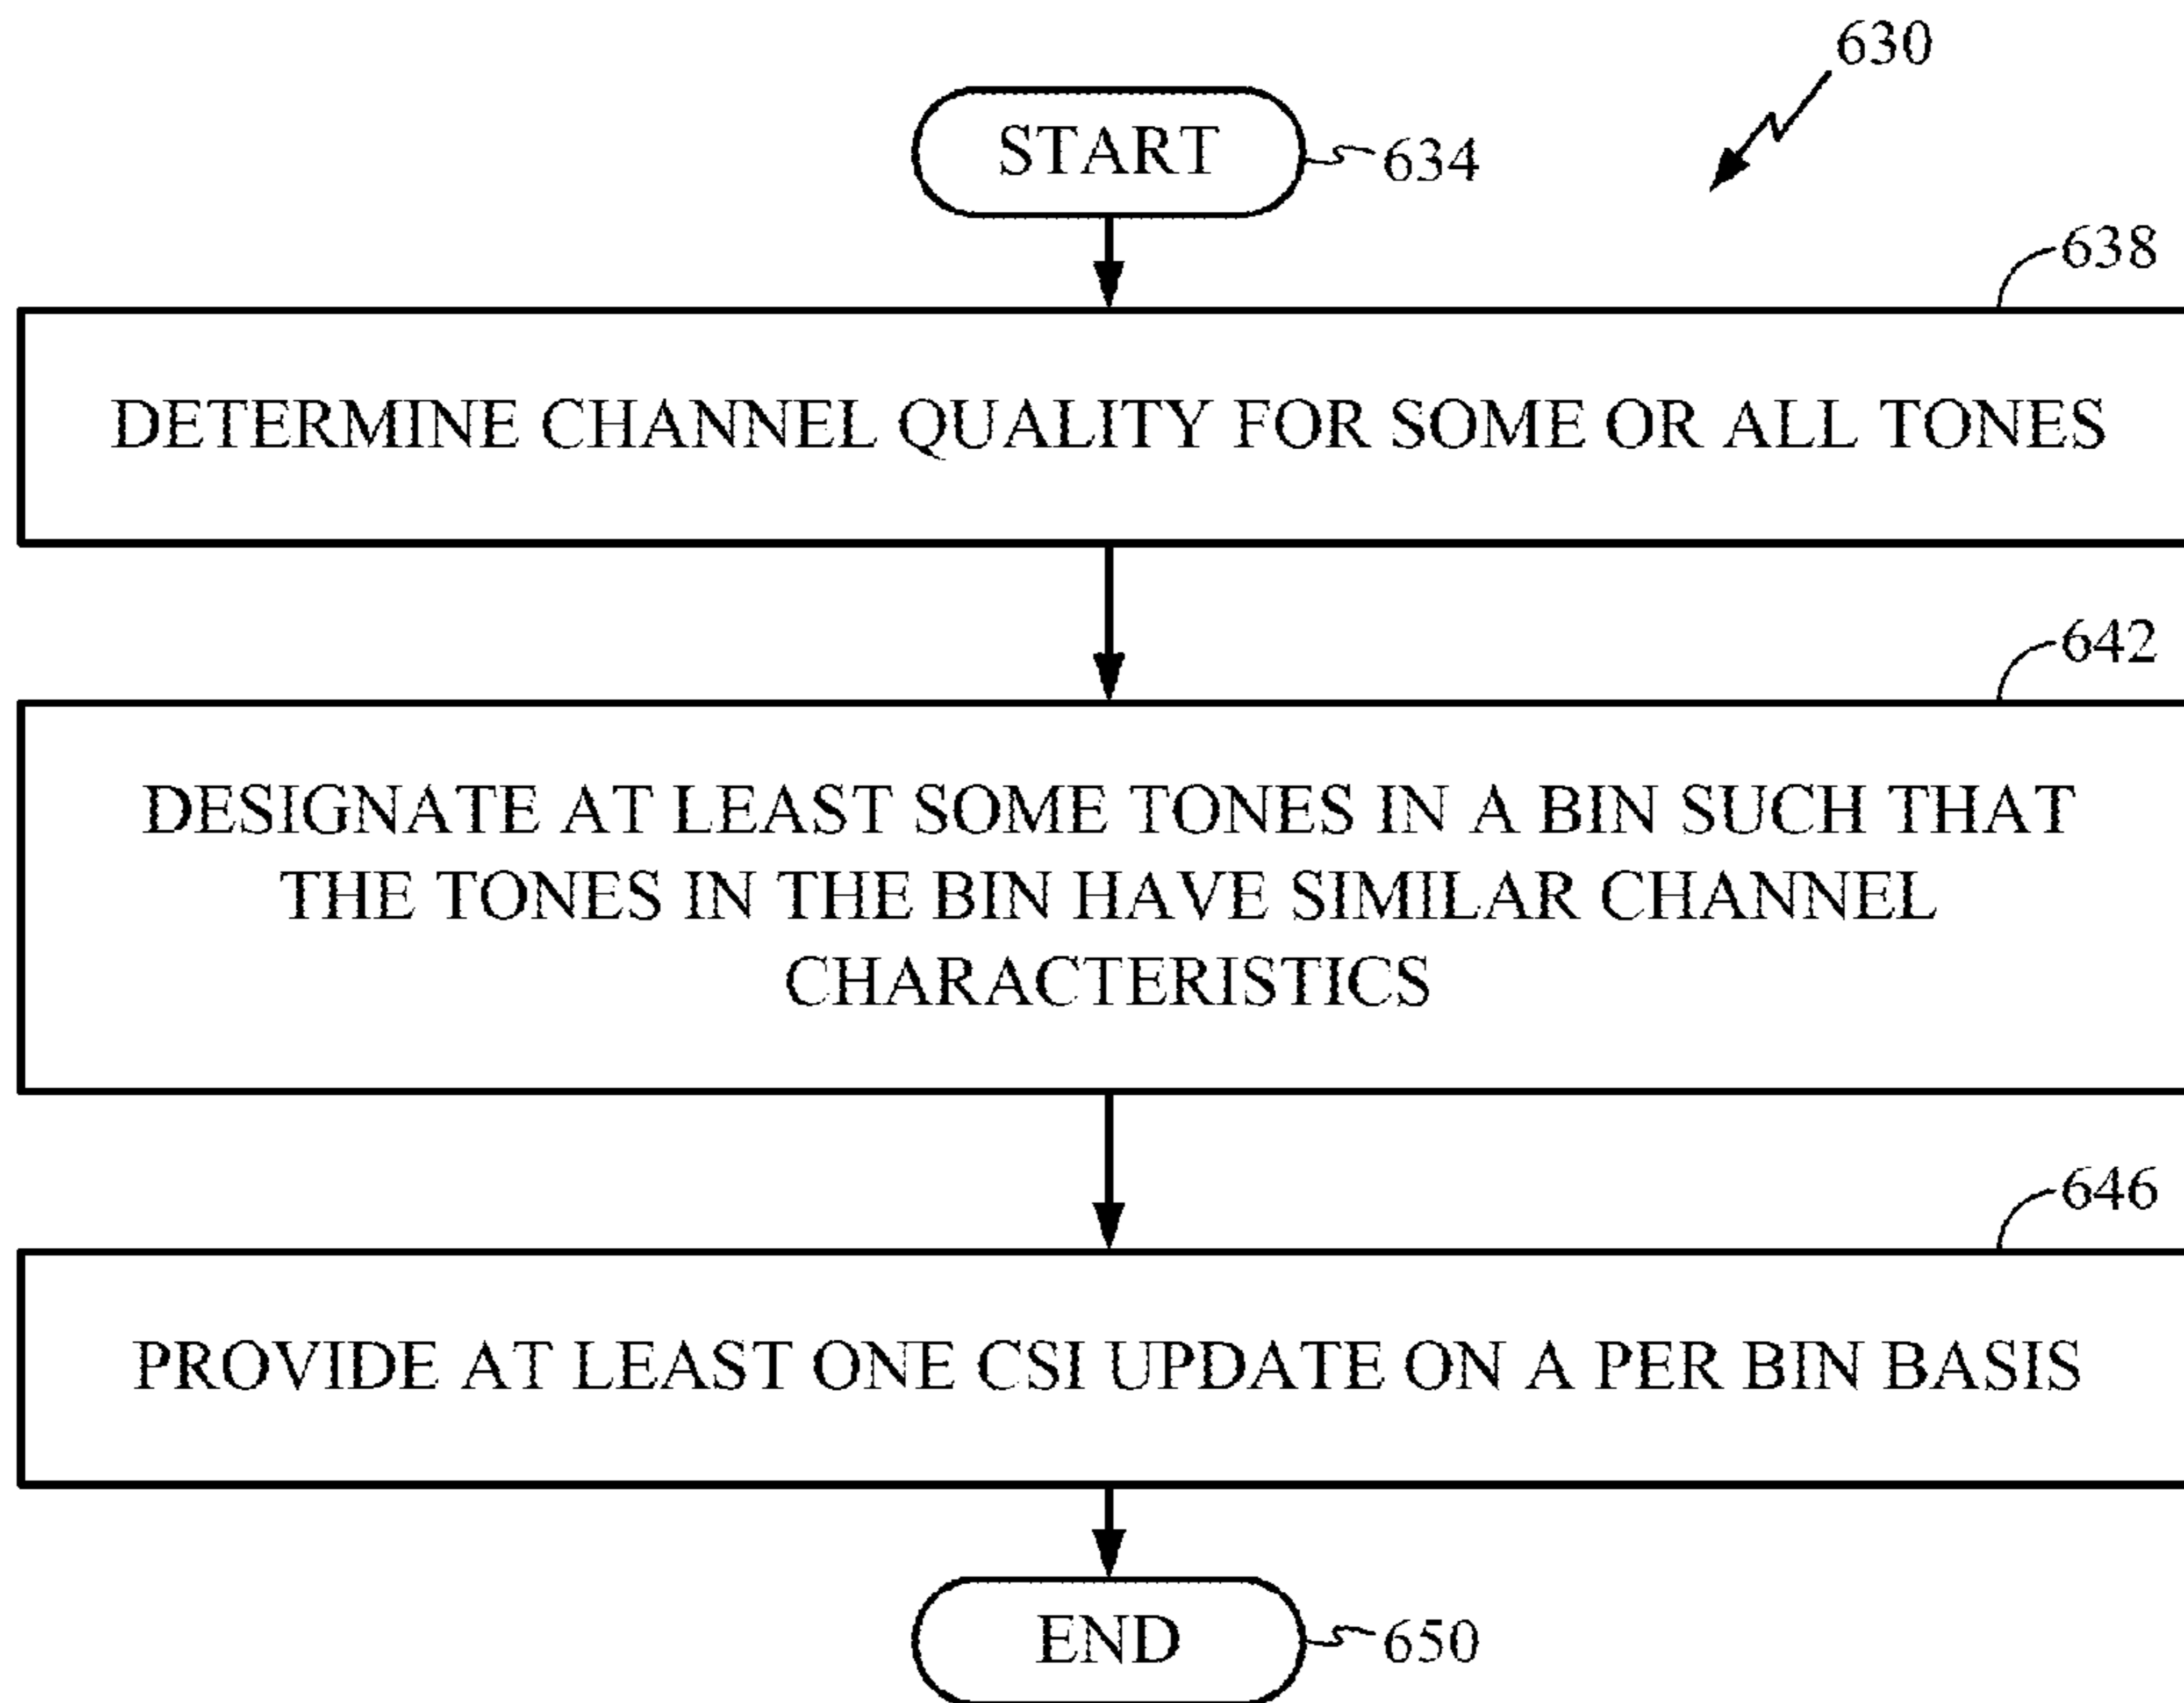 630
START
634
638
DETERMINE CHANNEL QUALITY FOR SOME OR ALL TONES
642
DESIGNATE AT LEAST SOME TONES IN A BIN SUCH THAT
THE TONES IN THE BIN HAVE SIMILAR CHANNEL
CHARACTERISTICS
646
PROVIDE AT LEAST ONE CSI UPDATE ON A PER BIN BASIS
END
650